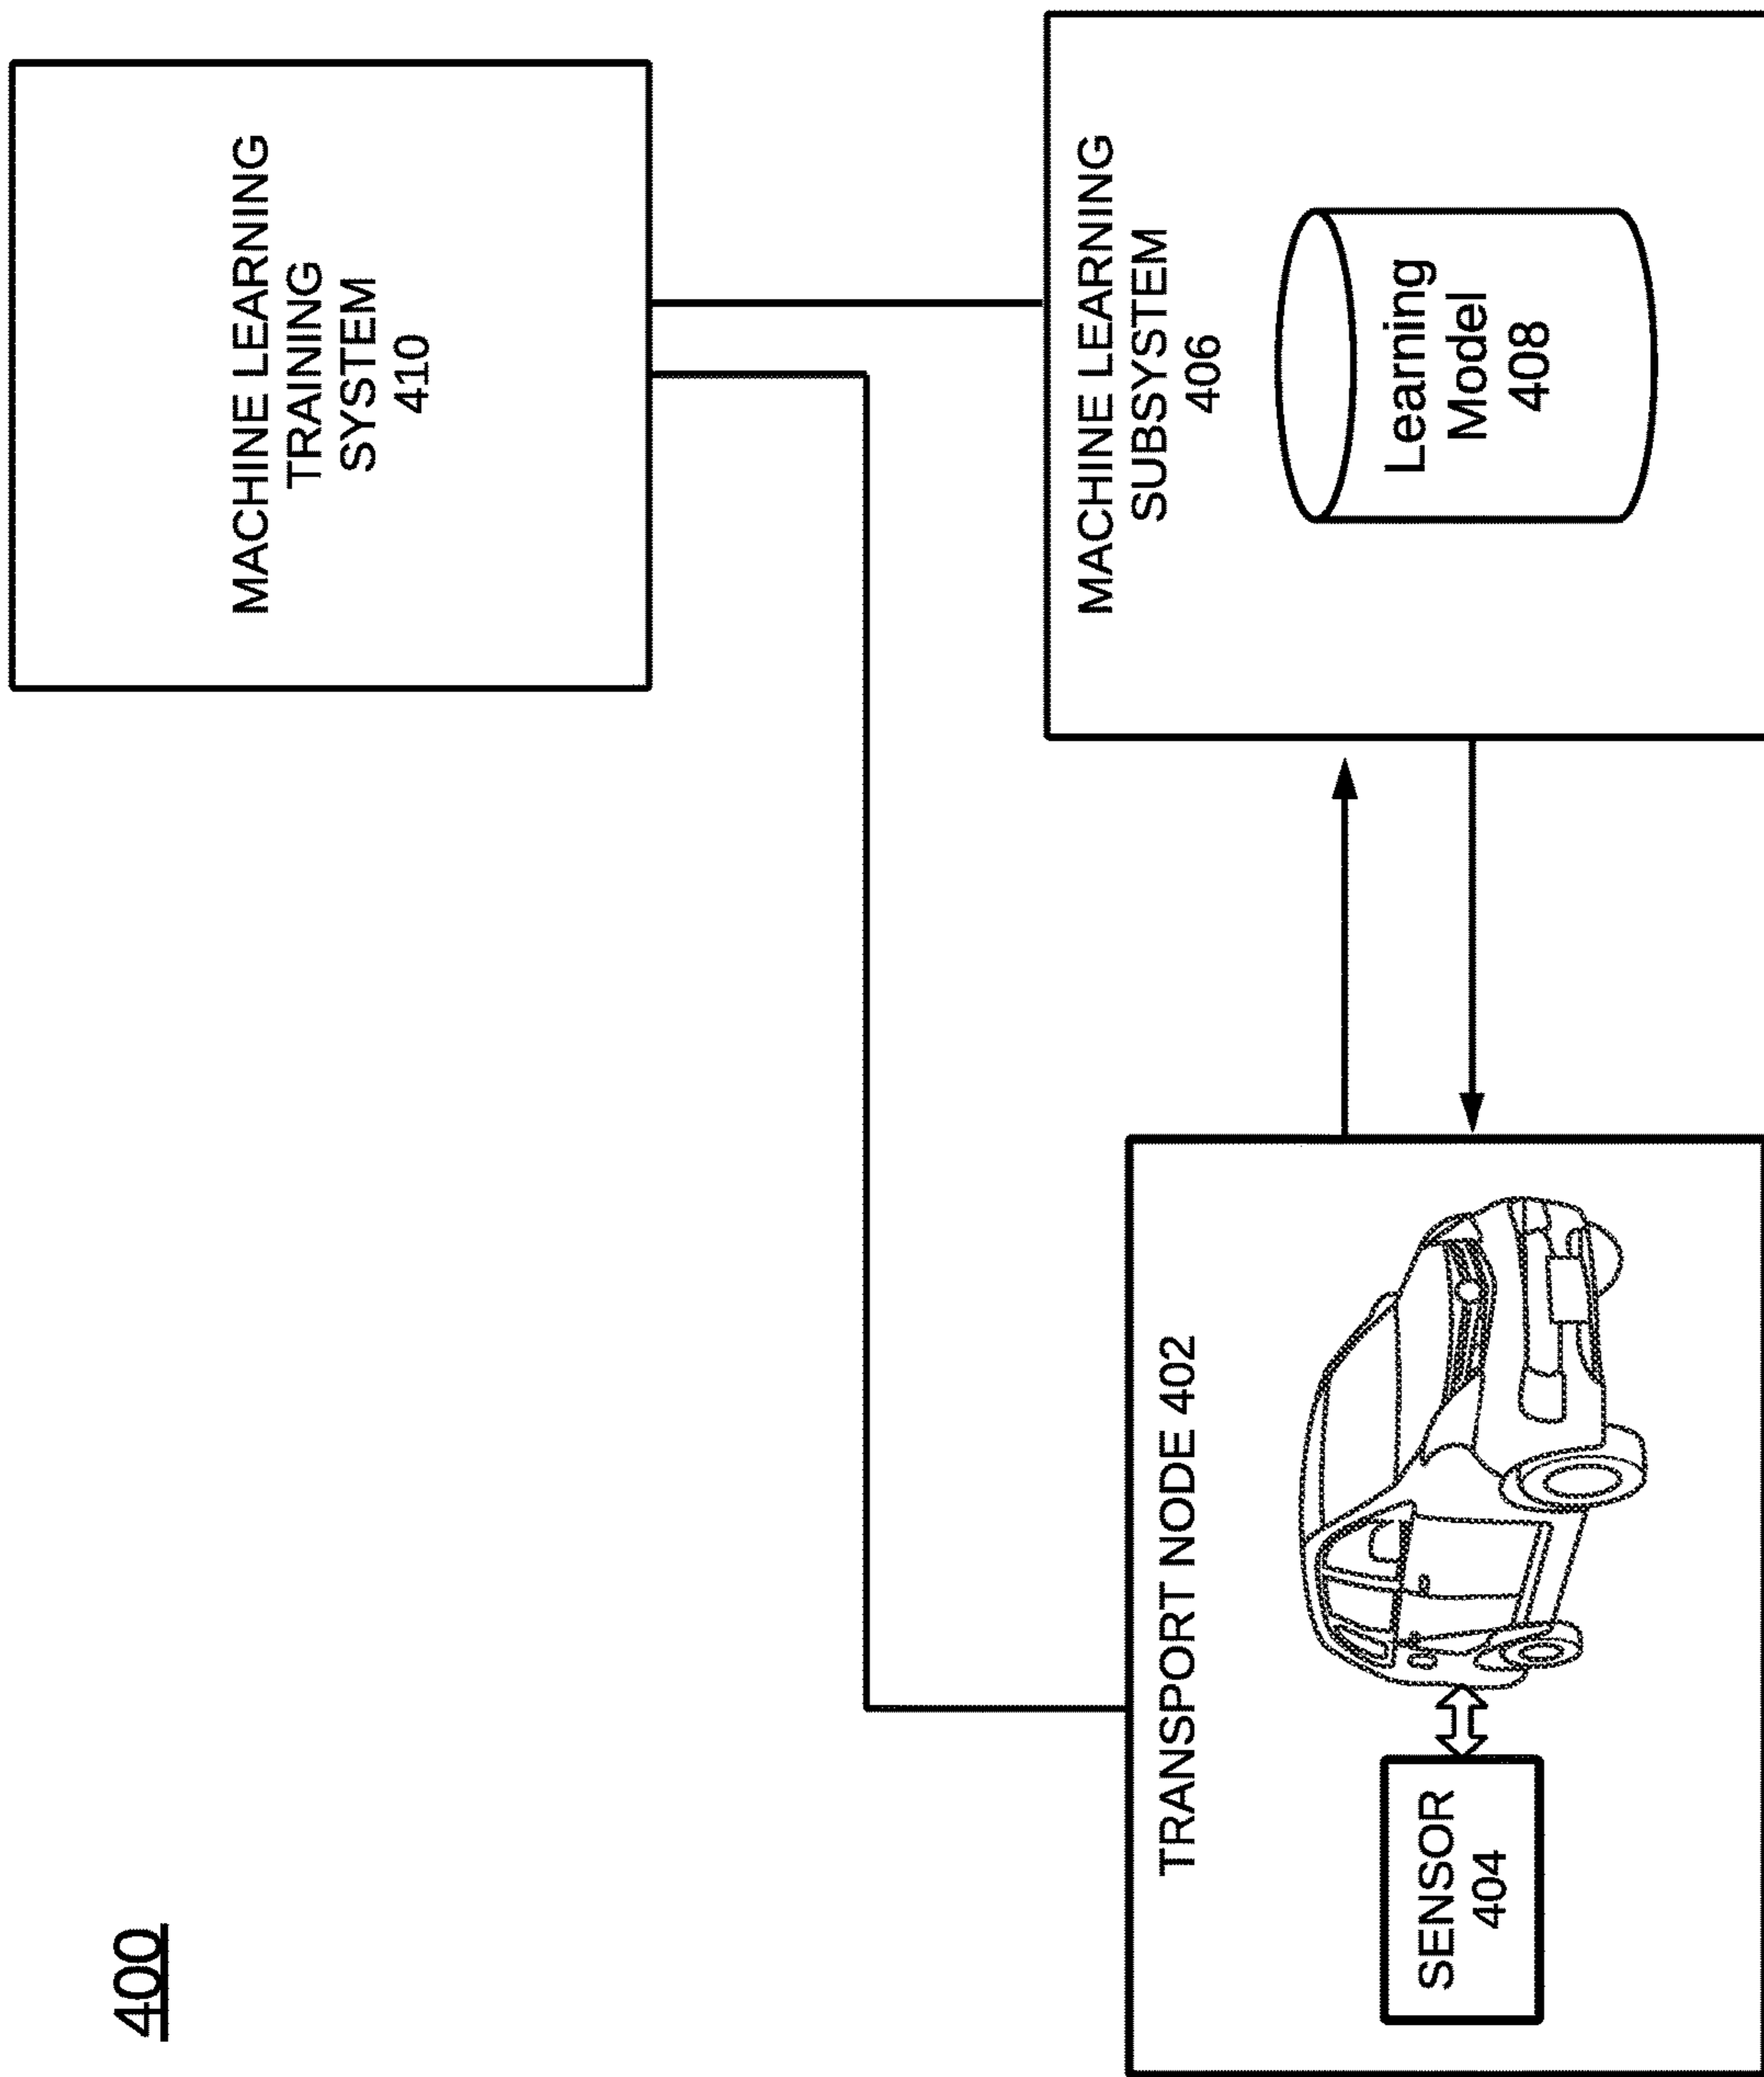 400
MACHINE LEARNING
TRAINING
SYSTEM
410
TRANSPORT NODE 402
SENSOR
404
MACHINE LEARNING
SUBSYSTEM
406
Learning
Model
408